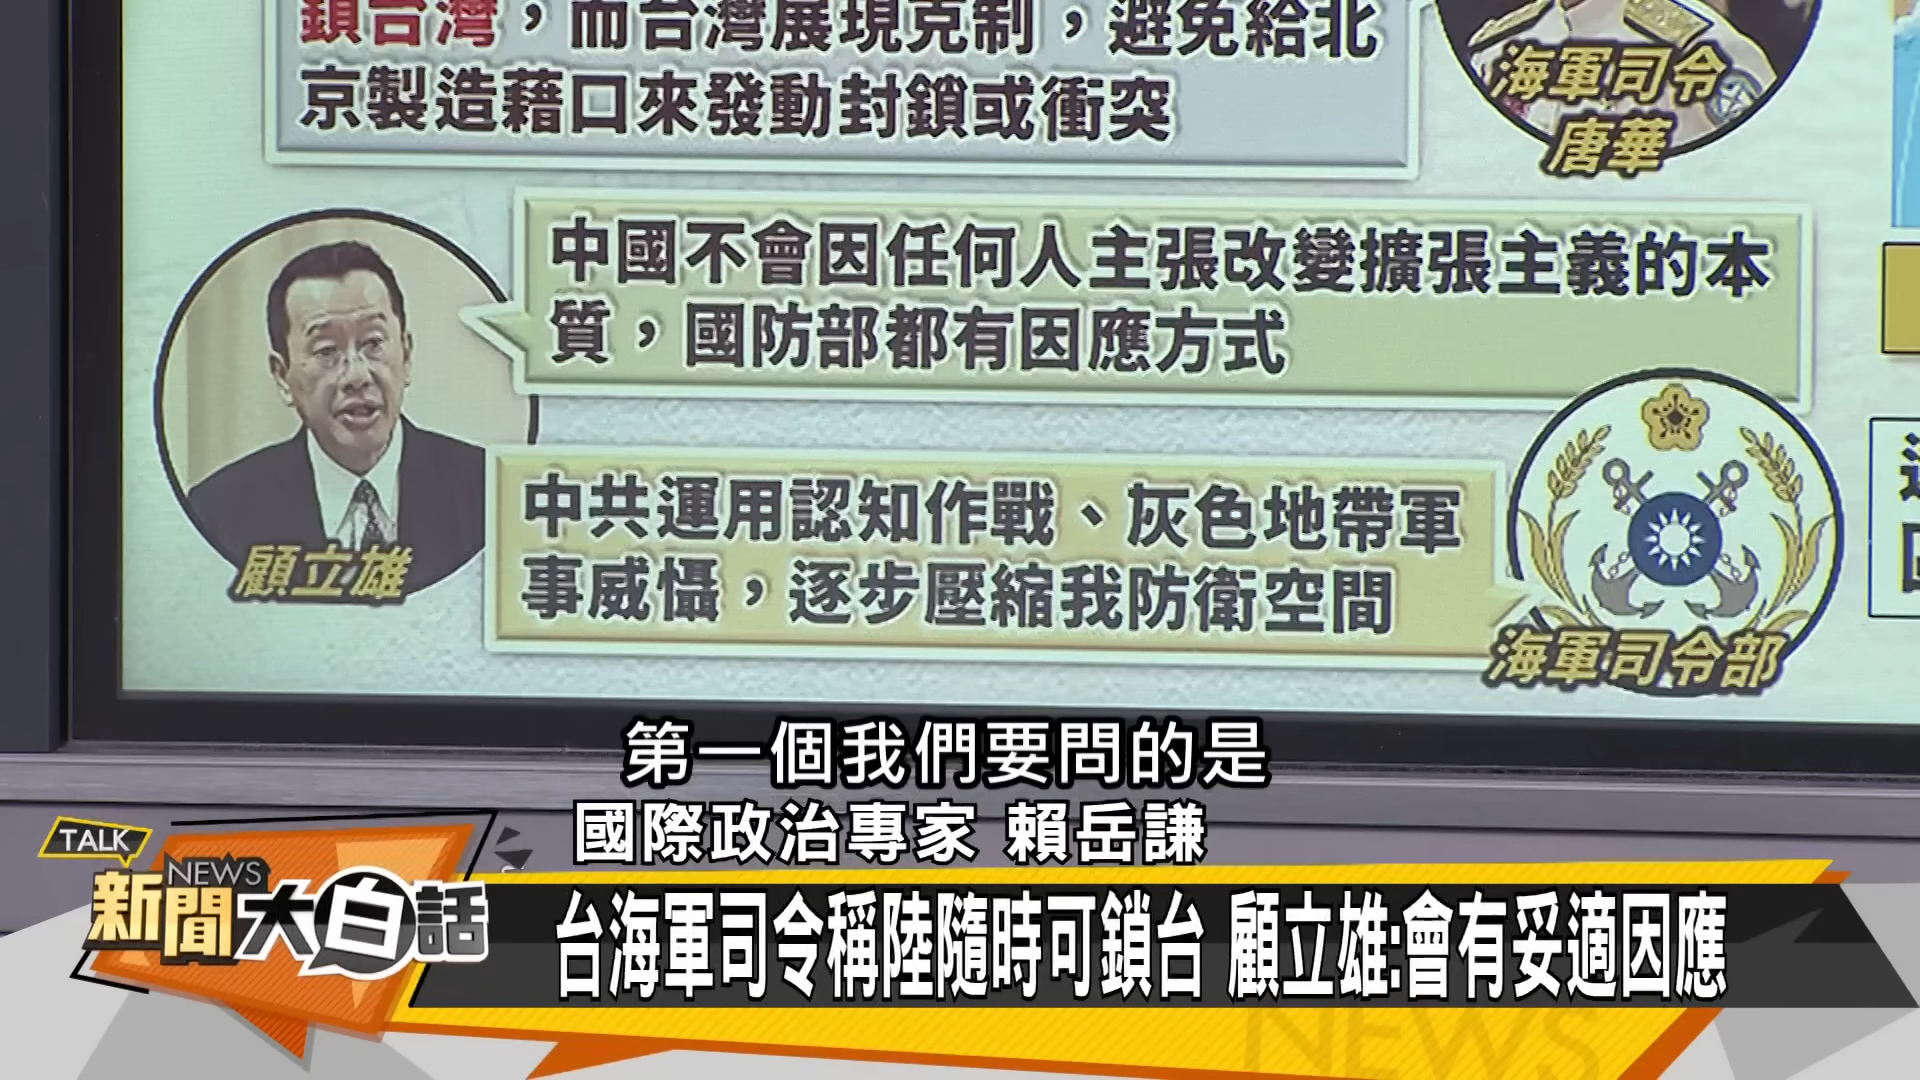 鎖台灣，而台灣展現克制，避免給北
京製造藉口來發動封鎖或衝突
海軍司令
唐華
中國不會因任何人主張改變擴張主義的本
質，國防部都有因應方式
顧立雄
中共運用認知作戰、灰色地帶軍
事威懾，逐步壓縮我防衛空間
海軍司令部
第一個我們要問的是
國際政治專家 賴岳謙
TALK
NEWS
新聞大白話
台海軍司令稱陸隨時可鎖台 顧立雄:會有妥適因應
NEWS